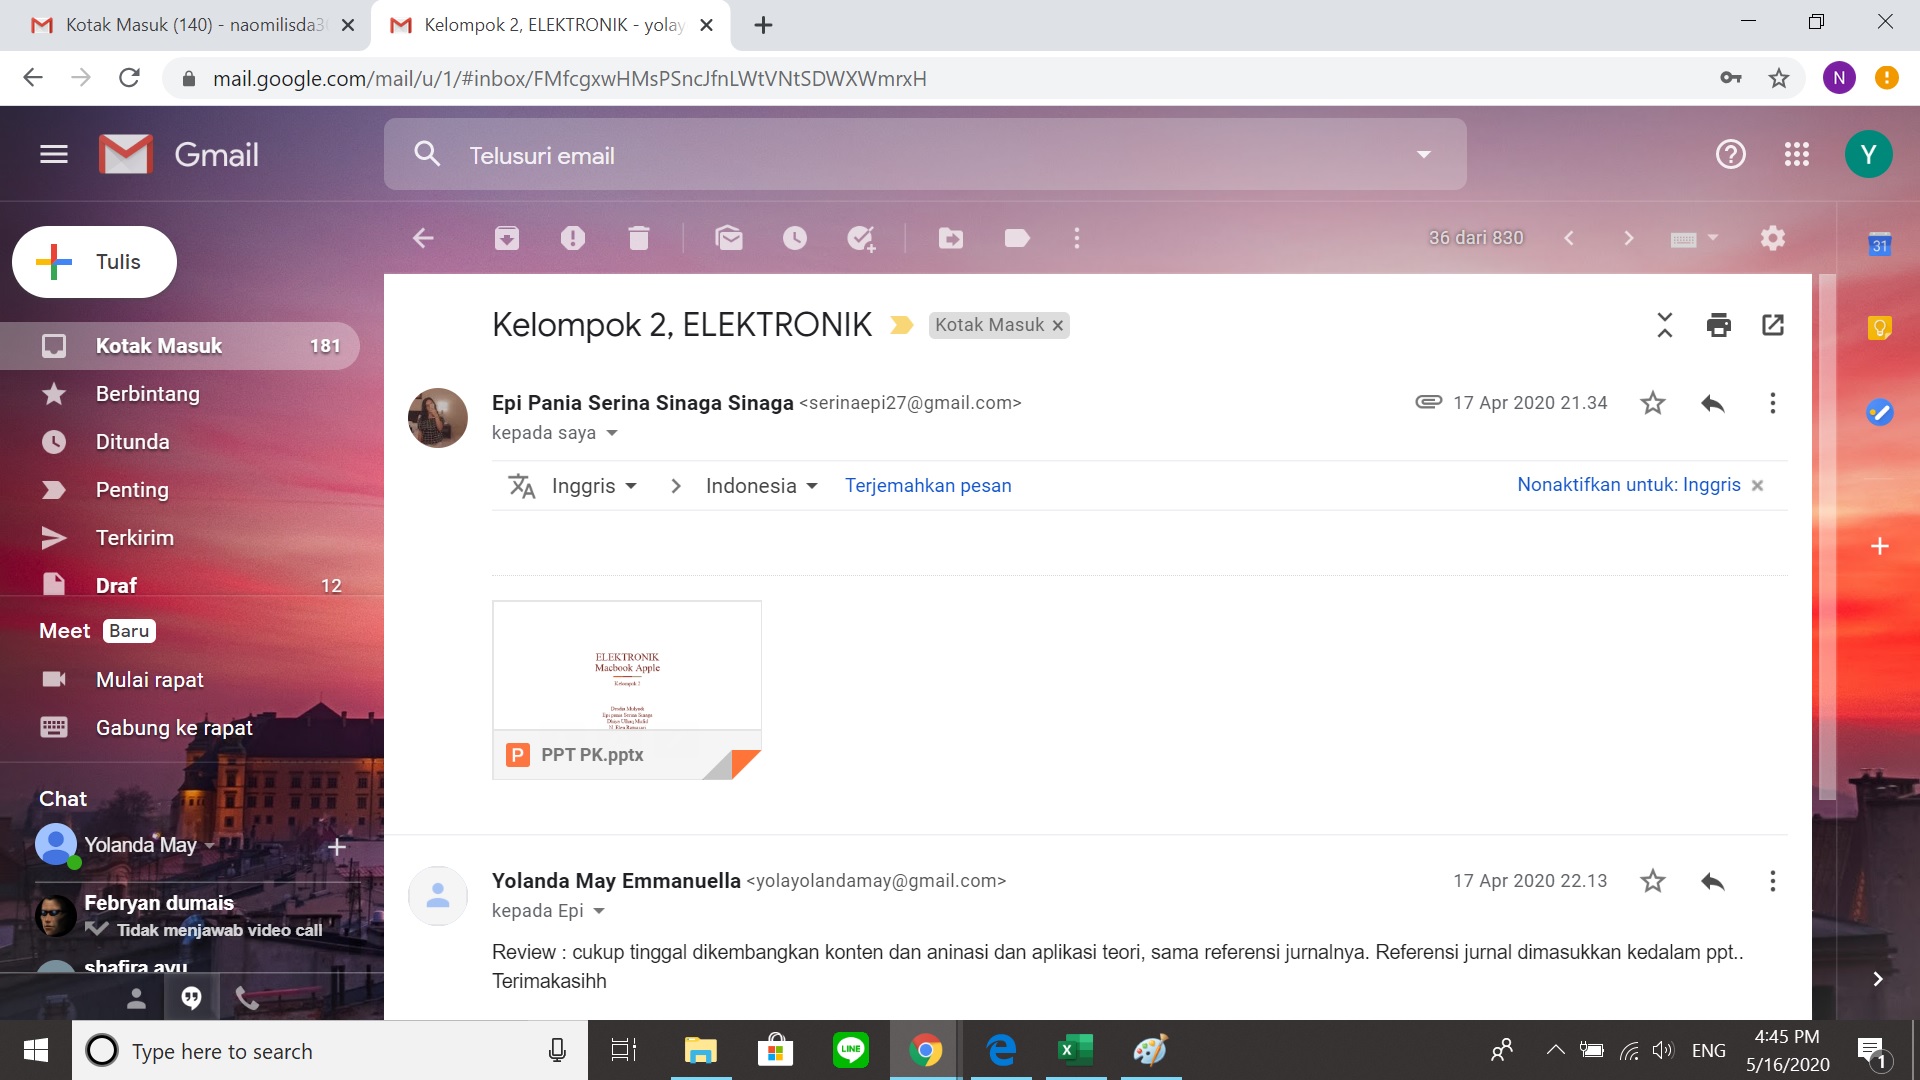 Kotak Masuk (140) - naomilisda3
Kelompok 2, ELEKTRONIK - yolay
mail.google.com/mail/u/1/#inbox/FMfcgxwHMsPSncJfnLWtVNtSDWXWmrxH
N
Gmail
Telusuri email
Y
Tulis
36 dari 830
31
Kotak Masuk 181
Berbintang
Ditunda
Penting
Terkirim
Draf 12
Meet Baru
Mulai rapat
Gabung ke rapat
Chat
Yolanda May
Febryan dumais
Tidak menjawab video call
shafira ayu
Kelompok 2, ELEKTRONIK Kotak Masuk x
Epi Pania Serina Sinaga Sinaga <serinaepi27@gmail.com> 17 Apr 2020 21.34
kepada saya
Inggris > Indonesia Terjemahkan pesan Nonaktifkan untuk: Inggris x
ELEKTRONIK
Macbook Apple
Kelompok 2
P PPT PK.pptx
Yolanda May Emmanuella <yolayolandamay@gmail.com> 17 Apr 2020 22.13
kepada Epi
Review : cukup tinggal dikembangkan konten dan aninasi dan aplikasi teori, sama referensi jurnalnya. Referensi jurnal dimasukkan kedalam ppt..
Terimakasihh
Type here to search
LINE
ENG
4:45 PM
5/16/2020
1